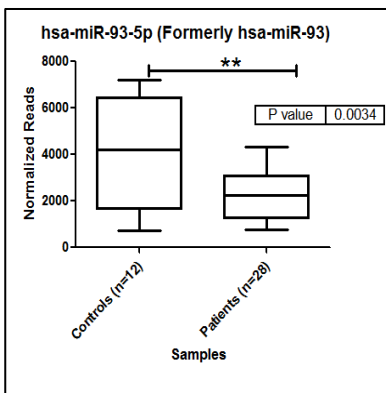 hsa-miR-93-5p (Formerly hsa-miR-93)
**
P value 0.0034
Normalized Reads
8000
6000
4000
2000
0
Controls (n=12)
Patients (n=28)
Samples